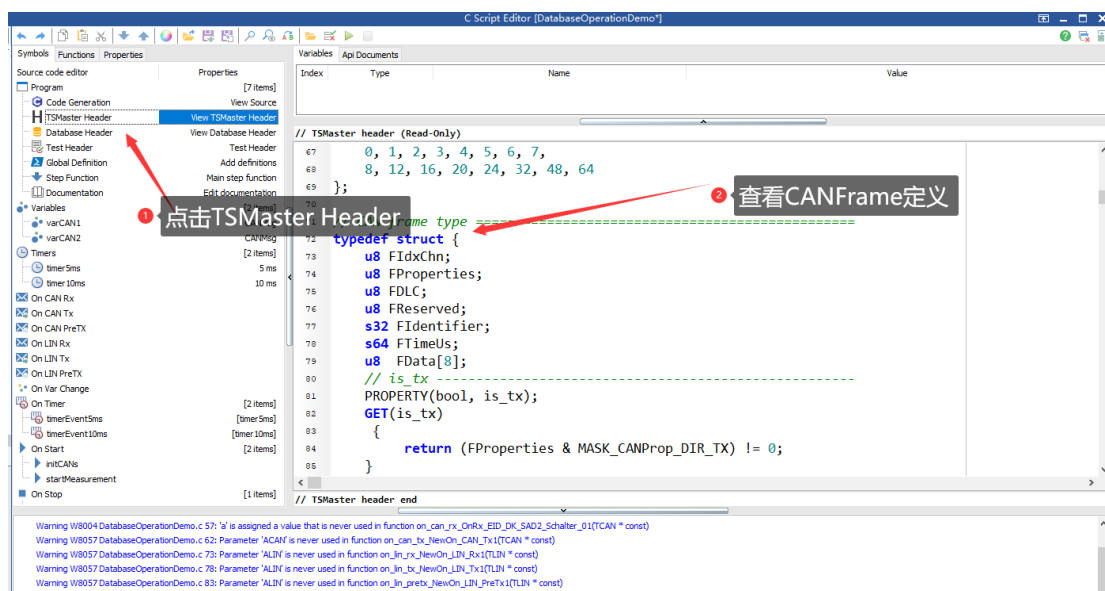 C Script Editor [DatabaseOperationDemo*]
Symbols Functions Properties
Source code editor Properties
Program [7 items]
Code Generation View Source
TSMaster Header View TSMaster Header
Database Header View Database Header
Test Header Test Header
Global Definition Add definitions
Step Function Main step function
Documentation Edit documentation
Variables [2 items]
varCAN1
varCAN2 CANMsg
Timers [2 items]
timer5ms 5 ms
timer10ms 10 ms
On CAN Rx
On CAN Tx
On CAN PreTX
On LIN Rx
On LIN Tx
On LIN PreTX
On Var Change
On Timer [2 items]
timerEvent5ms [timer5ms]
timerEvent10ms [timer10ms]
On Start [2 items]
initCANs
startMeasurement
On Stop [1 items]
1 点击TSMaster Header
Variables Api Documents
Index Type Name Value
// TSMaster header (Read-Only)
67 0, 1, 2, 3, 4, 5, 6, 7,
68 8, 12, 16, 20, 24, 32, 48, 64
69 };
70
2 查看CANFrame定义
frame type ==========================================
72 typedef struct {
73 u8 FIdxChn;
74 u8 FProperties;
75 u8 FDLC;
76 u8 FReserved;
77 s32 FIdentifier;
78 s64 FTimeUs;
79 u8 FData[8];
80 // is_tx -----------------------------------------------------
81 PROPERTY(bool, is_tx);
82 GET(is_tx)
83 {
84 return (FProperties & MASK_CANProp_DIR_TX) != 0;
85 }
// TSMaster header end
Warning W8004 DatabaseOperationDemo.c 57: 'a' is assigned a value that is never used in function on_can_rx_OnRx_EID_DK_SAD2_Schalter_01(TCAN * const)
Warning W8057 DatabaseOperationDemo.c 62: Parameter 'ACAN' is never used in function on_can_tx_NewOn_CAN_Tx1(TCAN * const)
Warning W8057 DatabaseOperationDemo.c 73: Parameter 'ALIN' is never used in function on_lin_rx_NewOn_LIN_Rx1(TLIN * const)
Warning W8057 DatabaseOperationDemo.c 78: Parameter 'ALIN' is never used in function on_lin_tx_NewOn_LIN_Tx1(TLIN * const)
Warning W8057 DatabaseOperationDemo.c 83: Parameter 'ALIN' is never used in function on_lin_pretx_NewOn_LIN_PreTx1(TLIN * const)